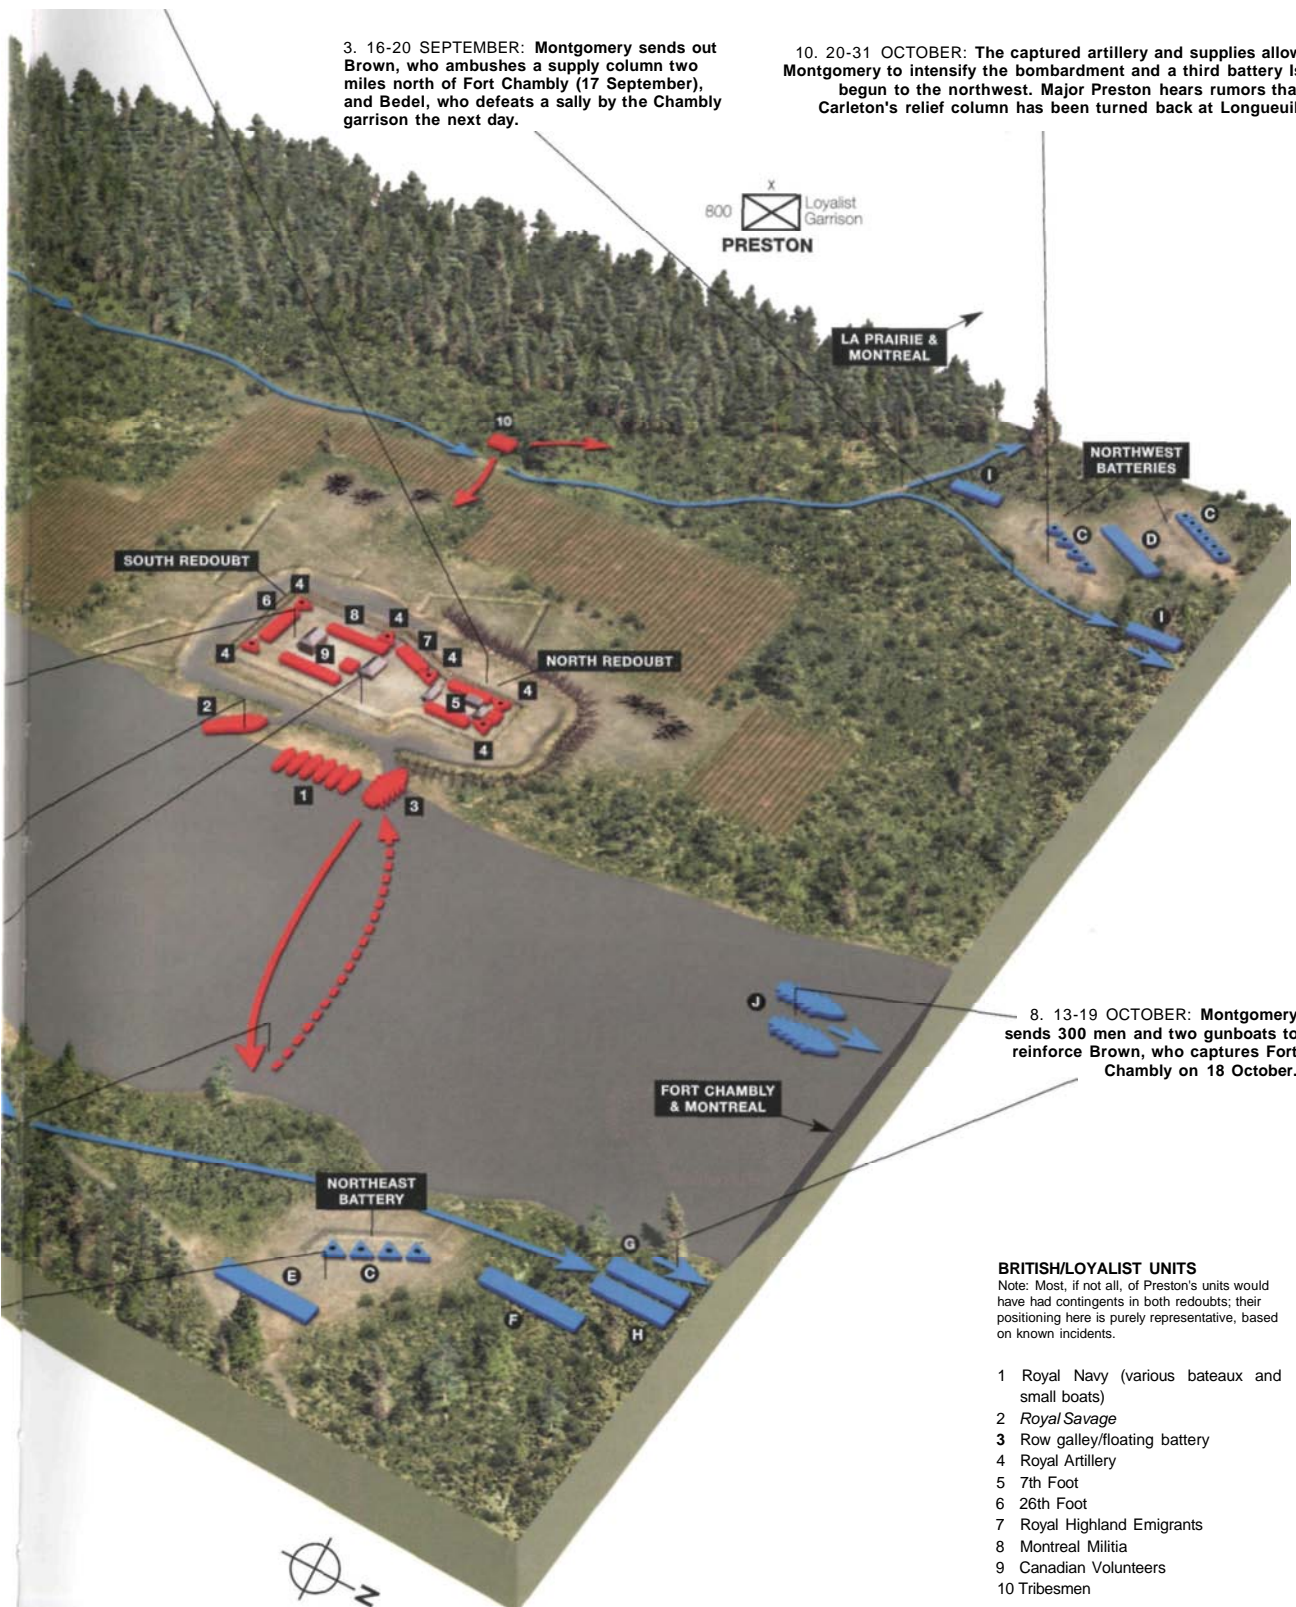 3. 16-20 SEPTEMBER: Montgomery sends out
Brown, who ambushes a supply column two
miles north of Fort Chambly (17 September),
and Bedel, who defeats a sally by the Chambly
garrison the next day.
10. 20-31 OCTOBER: The captured artillery and supplies allow
Montgomery to intensify the bombardment and a third battery Is
begun to the northwest. Major Preston hears rumors tha
Carleton's relief column has been turned back at Longueuil
X
800
Loyalist
Garrison
PRESTON
LA PRAIRIE &
MONTREAL
10
NORTHWEST
BATTERIES
I
C
D
C
I
SOUTH REDOUBT
4
6
8
4
7
4
9
4
NORTH REDOUBT
4
5
2
4
1
3
J
8. 13-19 OCTOBER: Montgomery
sends 300 men and two gunboats to
reinforce Brown, who captures Fort
Chambly on 18 October.
FORT CHAMBLY
& MONTREAL
NORTHEAST
BATTERY
G
E
C
F
H
BRITISH/LOYALIST UNITS
Note: Most, if not all, of Preston's units would
have had contingents in both redoubts; their
positioning here is purely representative, based
on known incidents.
1 Royal Navy (various bateaux and
small boats)
2 Royal Savage
3 Row galley/floating battery
4 Royal Artillery
5 7th Foot
6 26th Foot
7 Royal Highland Emigrants
8 Montreal Militia
9 Canadian Volunteers
10 Tribesmen
N